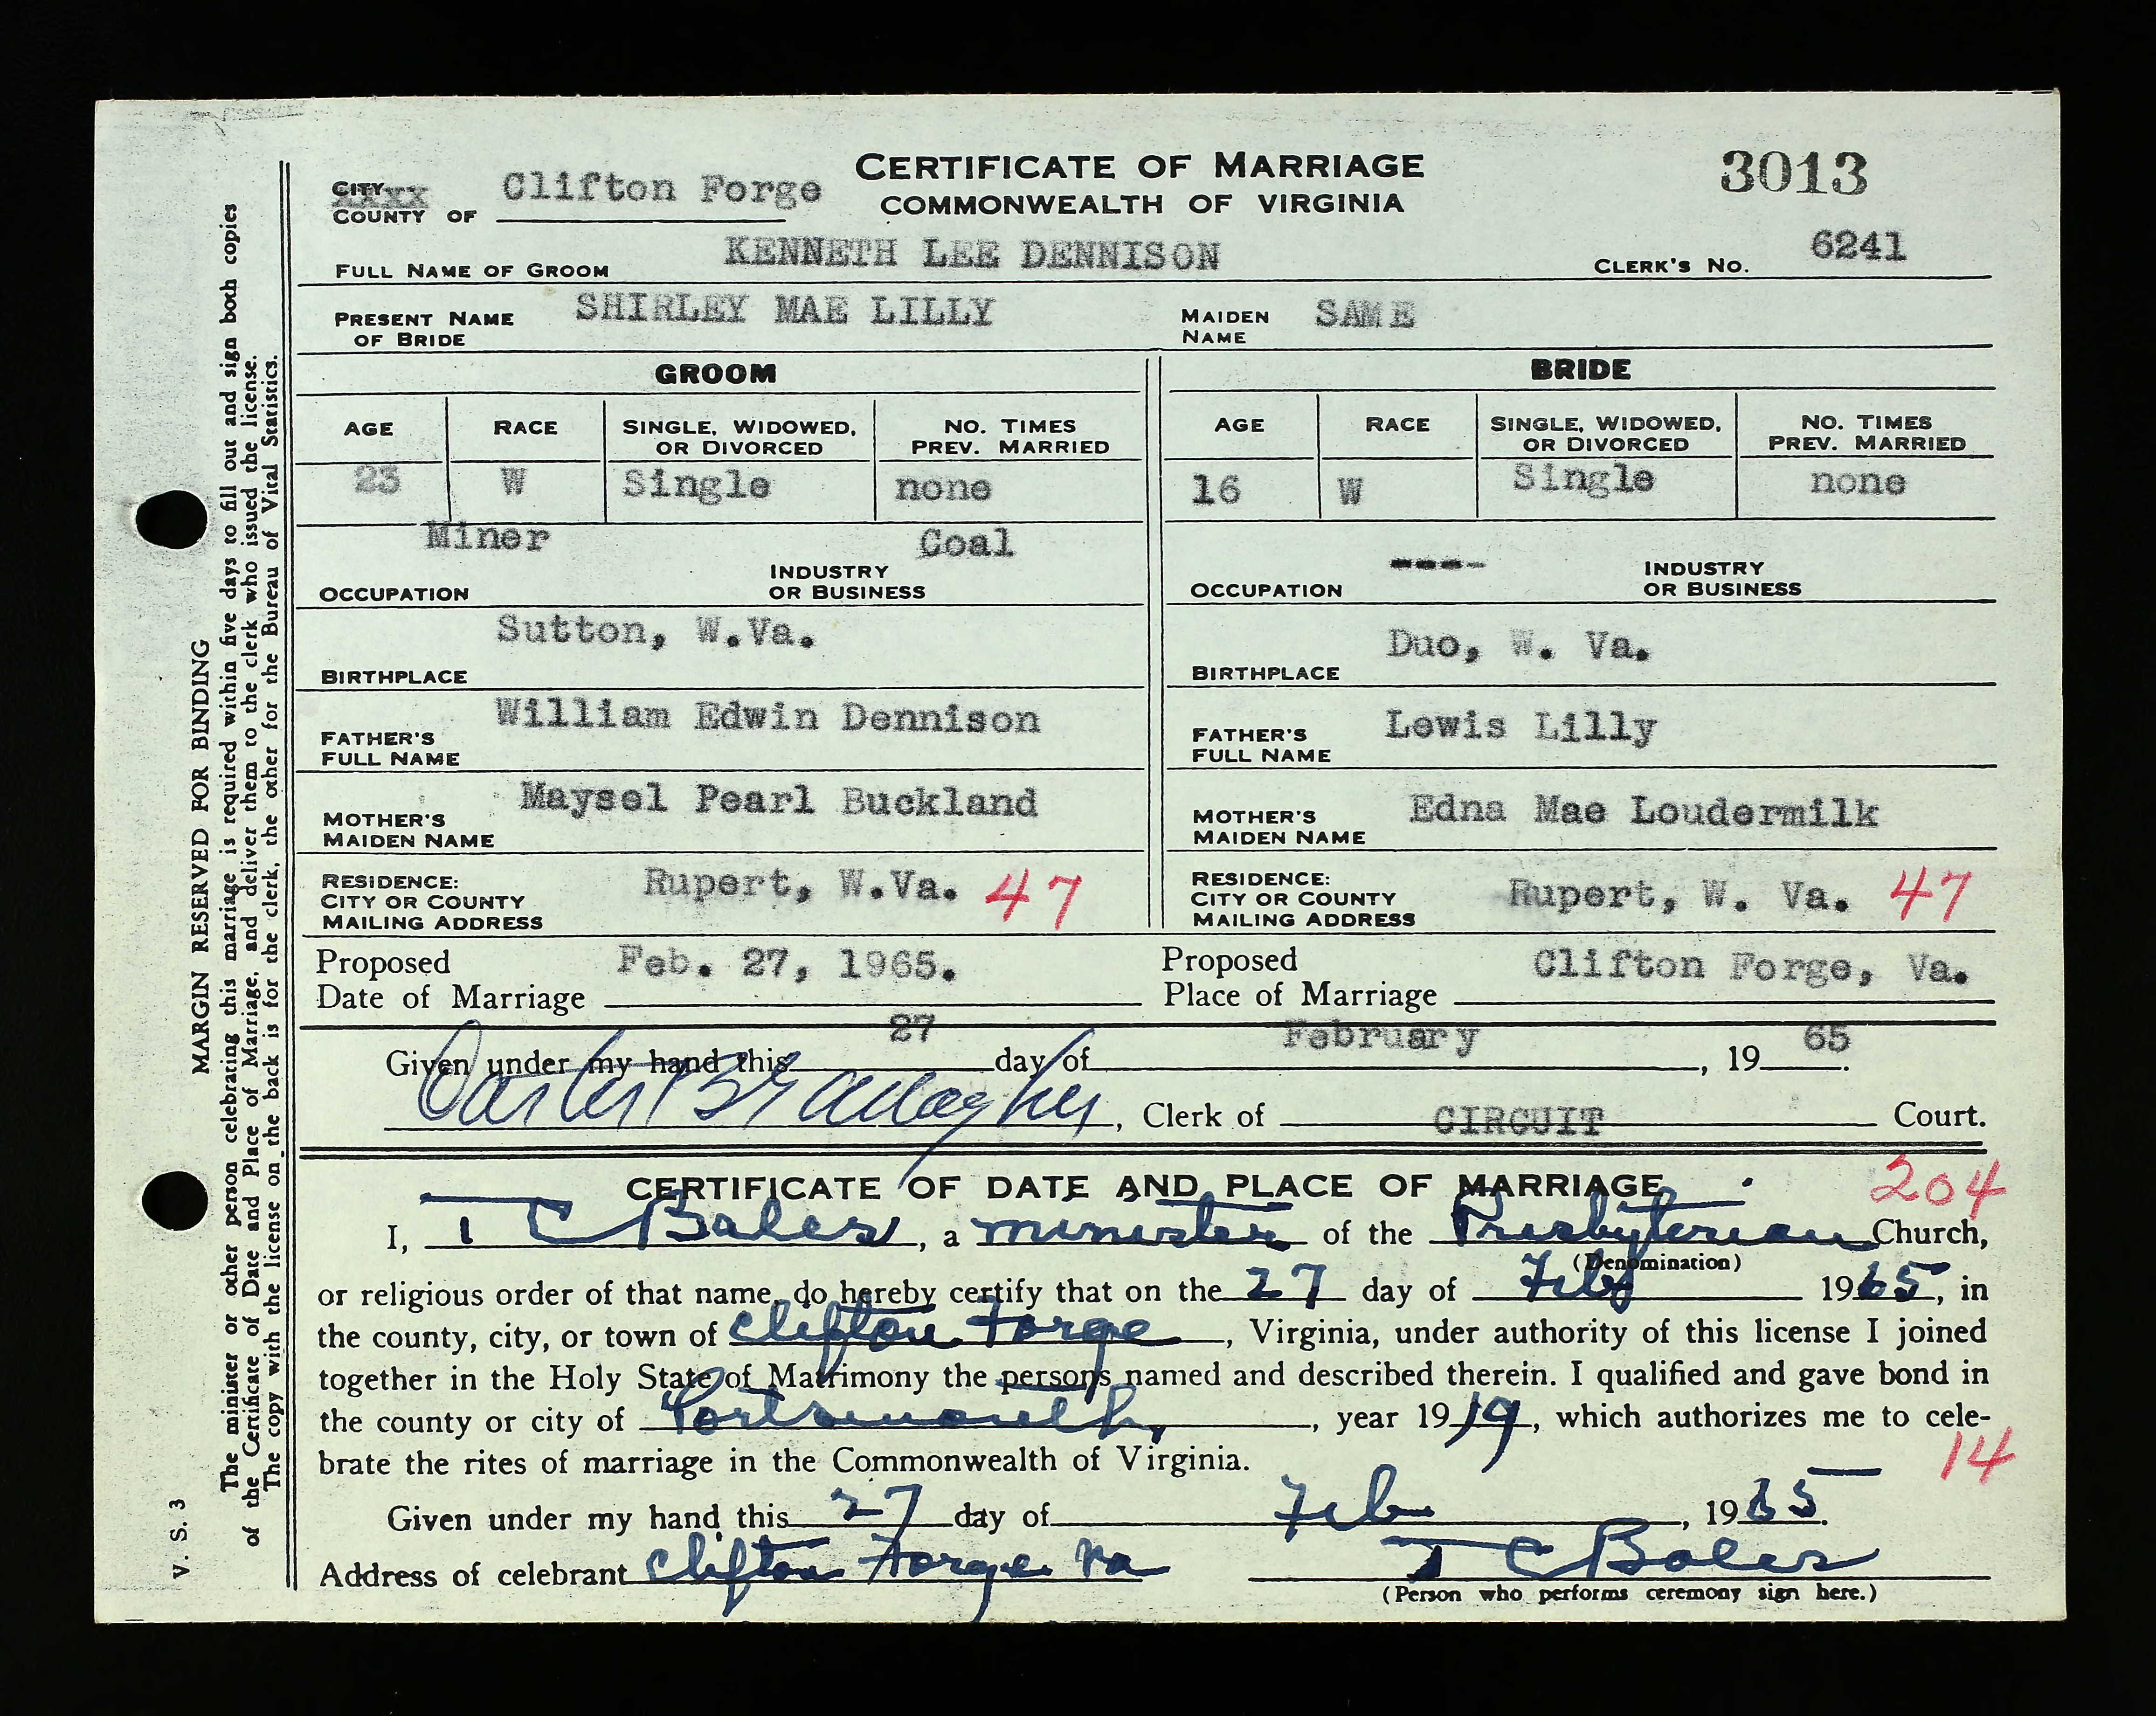 CERTIFICATE OF MARRIAGE
COMMONWEALTH OF VIRGINIA
3013
CITY
COUNTY OF Clifton Forge
FULL NAME OF GROOM KENNETH LEE DENNISON CLERK'S NO. 6241
PRESENT NAME OF BRIDE SHIRLEY MAE LILLY MAIDEN NAME SAME
GROOM BRIDE
AGE RACE SINGLE, WIDOWED, OR DIVORCED NO. TIMES PREV. MARRIED AGE RACE SINGLE, WIDOWED, OR DIVORCED NO. TIMES PREV. MARRIED
23 W Single none 16 W Single none
OCCUPATION Miner INDUSTRY OR BUSINESS Coal OCCUPATION ---- INDUSTRY OR BUSINESS
BIRTHPLACE Sutton, W.Va. BIRTHPLACE Duo, W. Va.
FATHER'S FULL NAME William Edwin Dennison FATHER'S FULL NAME Lewis Lilly
MOTHER'S MAIDEN NAME Maysel Pearl Buckland MOTHER'S MAIDEN NAME Edna Mae Loudermilk
RESIDENCE: CITY OR COUNTY MAILING ADDRESS Rupert, W.Va. 47 RESIDENCE: CITY OR COUNTY MAILING ADDRESS Rupert, W. Va. 47
Proposed Date of Marriage Feb. 27, 1965. Proposed Place of Marriage Clifton Forge, Va.
Given under my hand this 27 day of February, 1965.
, Clerk of CIRCUIT Court.
CERTIFICATE OF DATE AND PLACE OF MARRIAGE 204
I, T C Bales, a minister of the Presbyterian Church,
(Denomination)
or religious order of that name, do hereby certify that on the 27 day of Feb 1965, in
the county, city, or town of Clifton Forge, Virginia, under authority of this license I joined
together in the Holy State of Matrimony the persons named and described therein. I qualified and gave bond in
the county or city of Portsmouth, year 1919, which authorizes me to cele-
brate the rites of marriage in the Commonwealth of Virginia. 14
Given under my hand this 27 day of Feb, 1965.
Address of celebrant Clifton Forge Va T C Bales
(Person who performs ceremony sign here.)
MARGIN RESERVED FOR BINDING
The minister or other person celebrating this marriage is required within five days to fill out and sign both copies
of the Certificate of Date and Place of Marriage, and deliver them to the clerk who issued the license.
The copy with the license on the back is for the clerk, the other for the Bureau of Vital Statistics.
V. S. 3